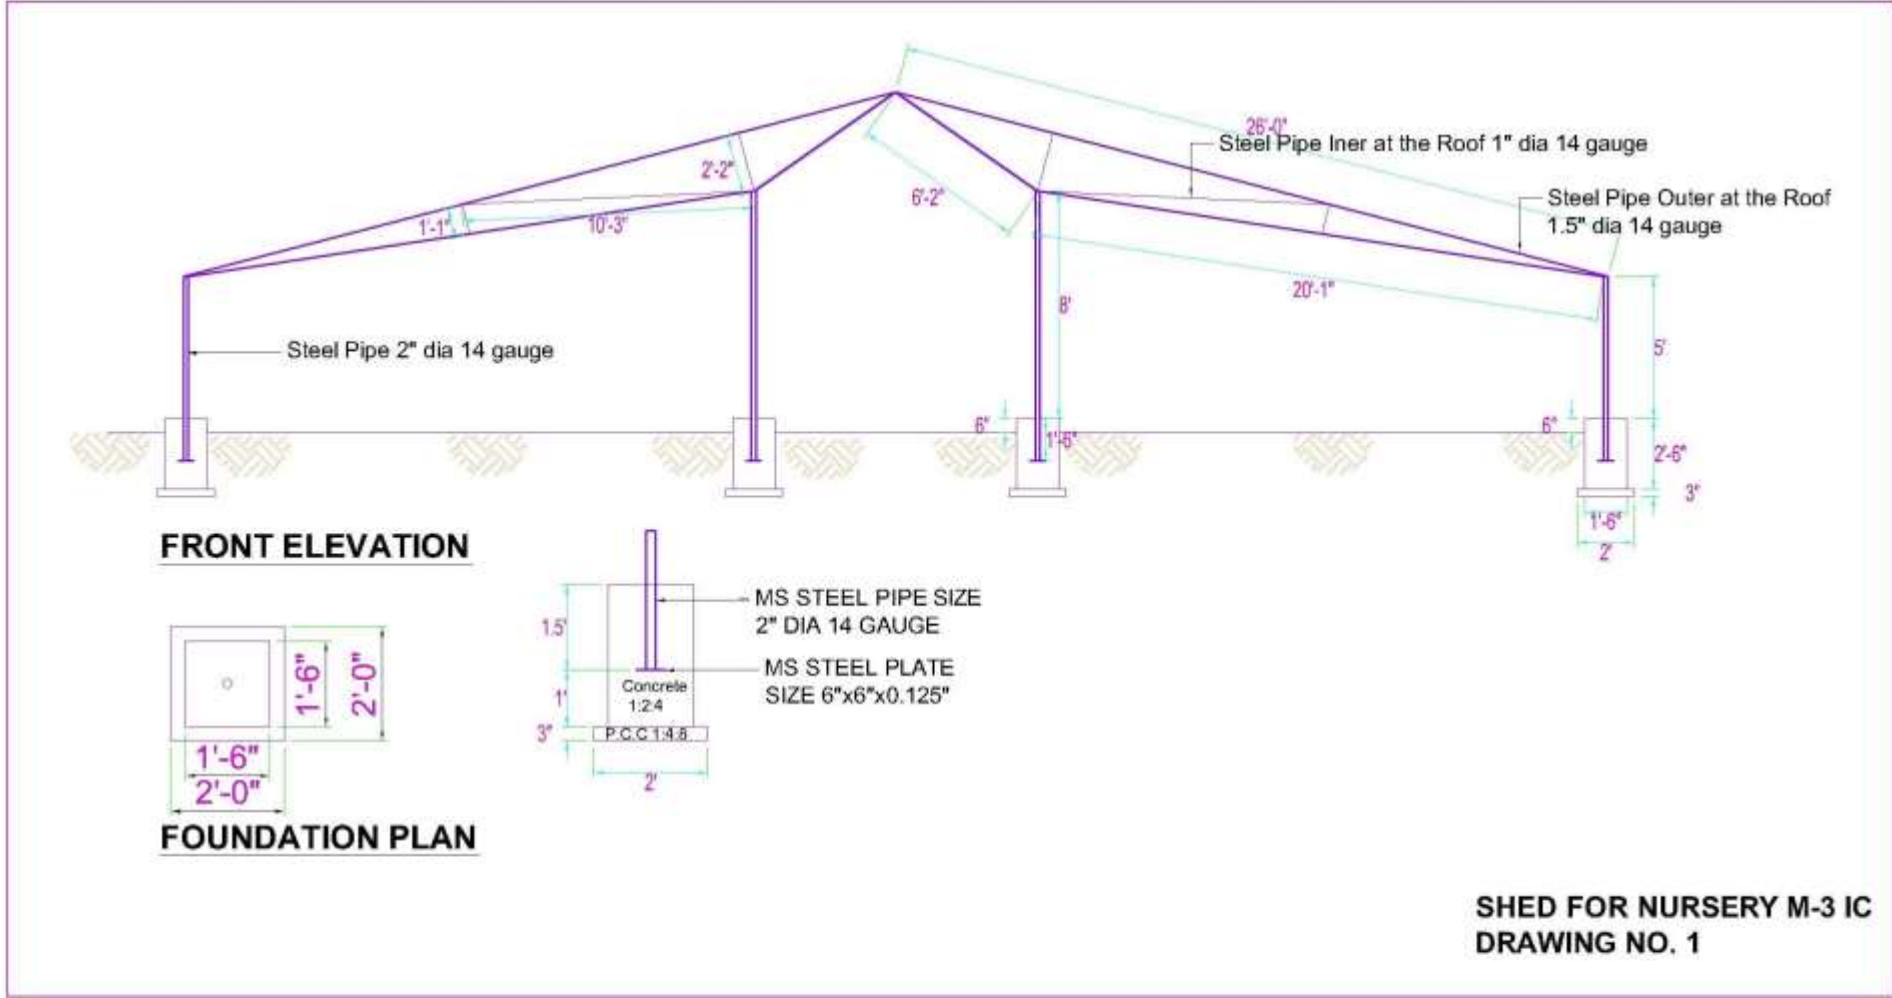 26'-0"
Steel Pipe Iner at the Roof 1" dia 14 gauge
2'-2"
6'-2"
Steel Pipe Outer at the Roof
1.5" dia 14 gauge
1'-1"
10'-3"
20'-1"
8'
5'
Steel Pipe 2" dia 14 gauge
6"
1'-6"
6"
2'-6"
3"
1'-6"
2'
FRONT ELEVATION
MS STEEL PIPE SIZE
2" DIA 14 GAUGE
1.5'
MS STEEL PLATE
SIZE 6"x6"x0.125"
Concrete
1:2:4
1'
3"
P.C.C 1:4:8
2'
1'-6"
2'-0"
1'-6"
2'-0"
FOUNDATION PLAN
SHED FOR NURSERY M-3 IC
DRAWING NO. 1